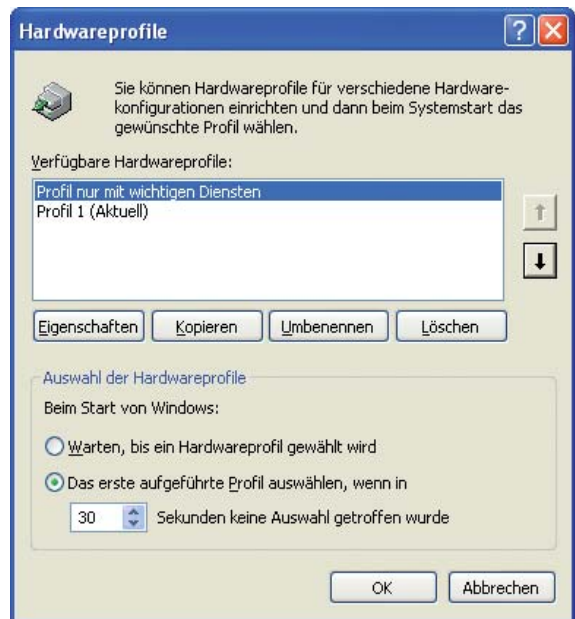 Hardwareprofile
Sie können Hardwareprofile für verschiedene Hardware-
konfigurationen einrichten und dann beim Systemstart das
gewünschte Profil wählen.
Verfügbare Hardwareprofile:
Profil nur mit wichtigen Diensten
Profil 1 (Aktuell)
Eigenschaften Kopieren Umbenennen Löschen
Auswahl der Hardwareprofile
Beim Start von Windows:
Warten, bis ein Hardwareprofil gewählt wird
Das erste aufgeführte Profil auswählen, wenn in
30 Sekunden keine Auswahl getroffen wurde
OK Abbrechen